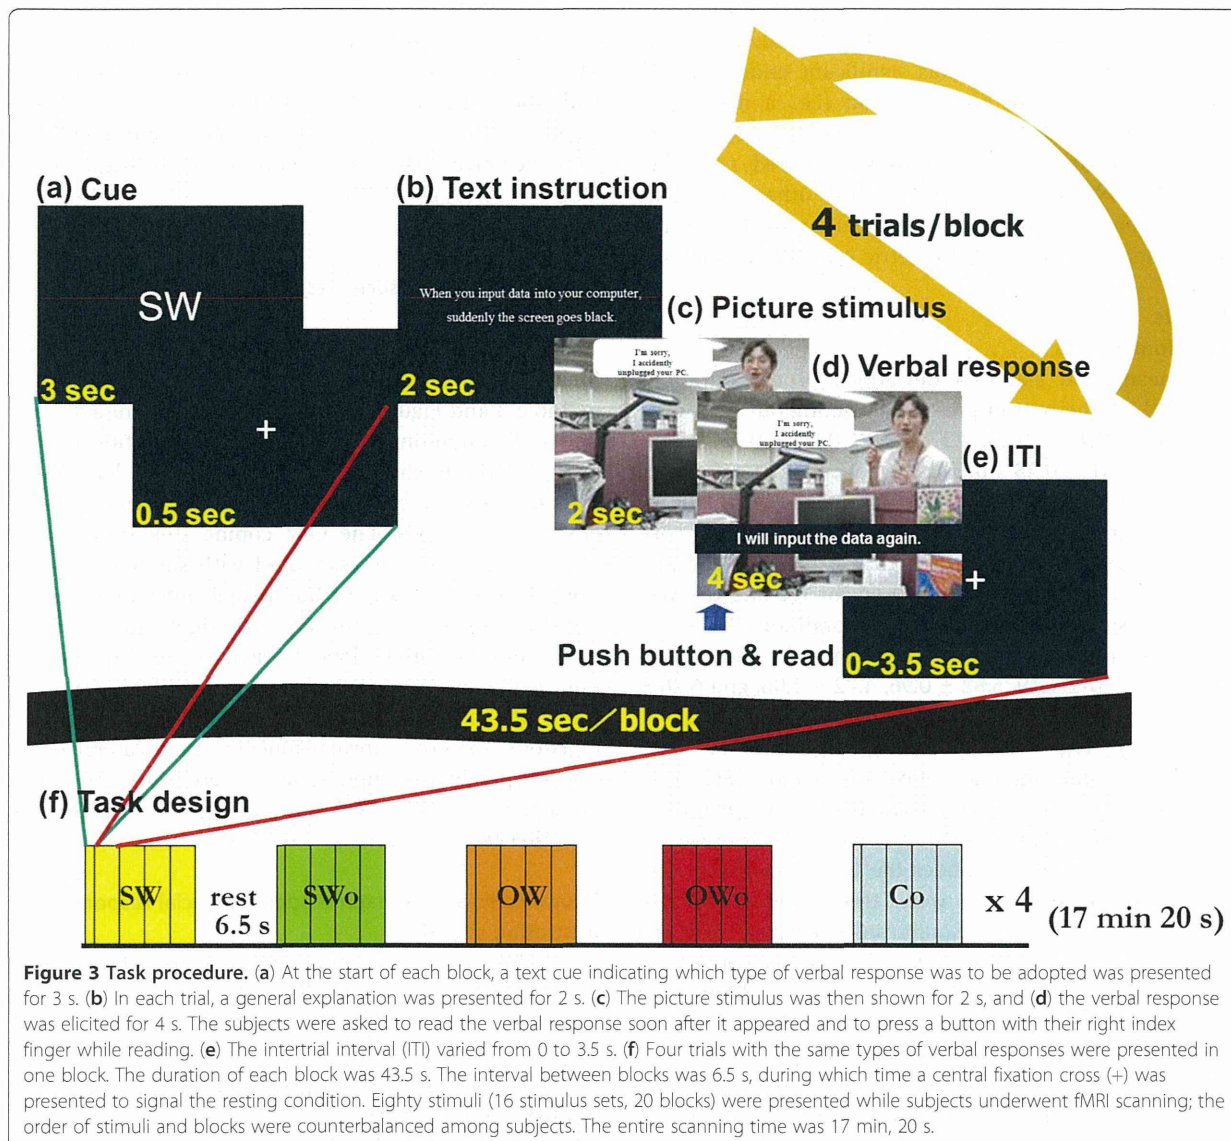 (a) Cue
(b) Text instruction
4 trials/block
SW
When you input data into your computer,
suddenly the screen goes black.
(c) Picture stimulus
I'm sorry,
I accidently
unplugged your PC.
(d) Verbal response
3 sec
2 sec
+
I'm sorry,
I accidently
unplugged your PC.
(e) ITI
0.5 sec
2 sec
I will input the data again.
4 sec
+
Push button & read
0~3.5 sec
43.5 sec／block
(f) Task design
SW
rest
6.5 s
SWo
OW
OWo
Co
x 4
(17 min 20 s)
Figure 3 Task procedure. (a) At the start of each block, a text cue indicating which type of verbal response was to be adopted was presented
for 3 s. (b) In each trial, a general explanation was presented for 2 s. (c) The picture stimulus was then shown for 2 s, and (d) the verbal response
was elicited for 4 s. The subjects were asked to read the verbal response soon after it appeared and to press a button with their right index
finger while reading. (e) The intertrial interval (ITI) varied from 0 to 3.5 s. (f) Four trials with the same types of verbal responses were presented in
one block. The duration of each block was 43.5 s. The interval between blocks was 6.5 s, during which time a central fixation cross (+) was
presented to signal the resting condition. Eighty stimuli (16 stimulus sets, 20 blocks) were presented while subjects underwent fMRI scanning; the
order of stimuli and blocks were counterbalanced among subjects. The entire scanning time was 17 min, 20 s.